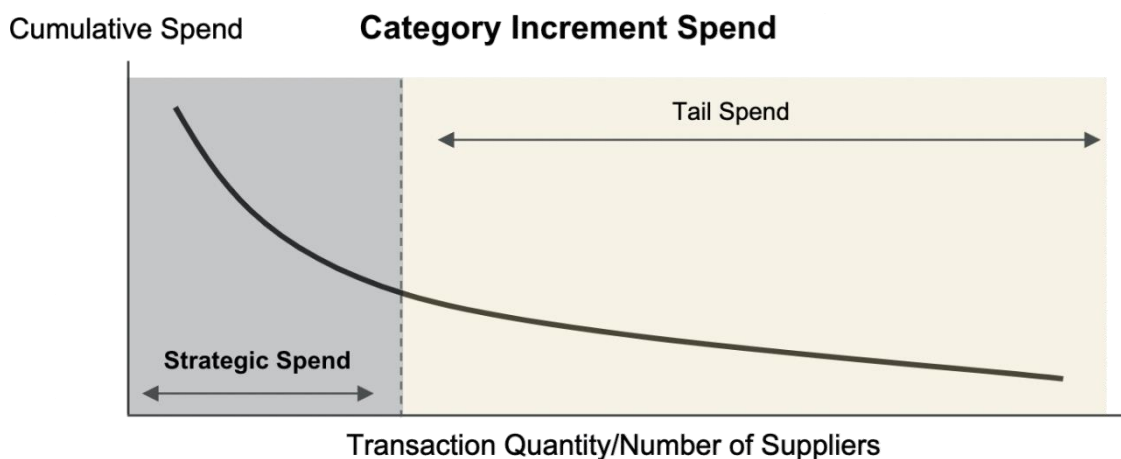 Cumulative Spend
Category Increment Spend
Tail Spend
Strategic Spend
Transaction Quantity/Number of Suppliers